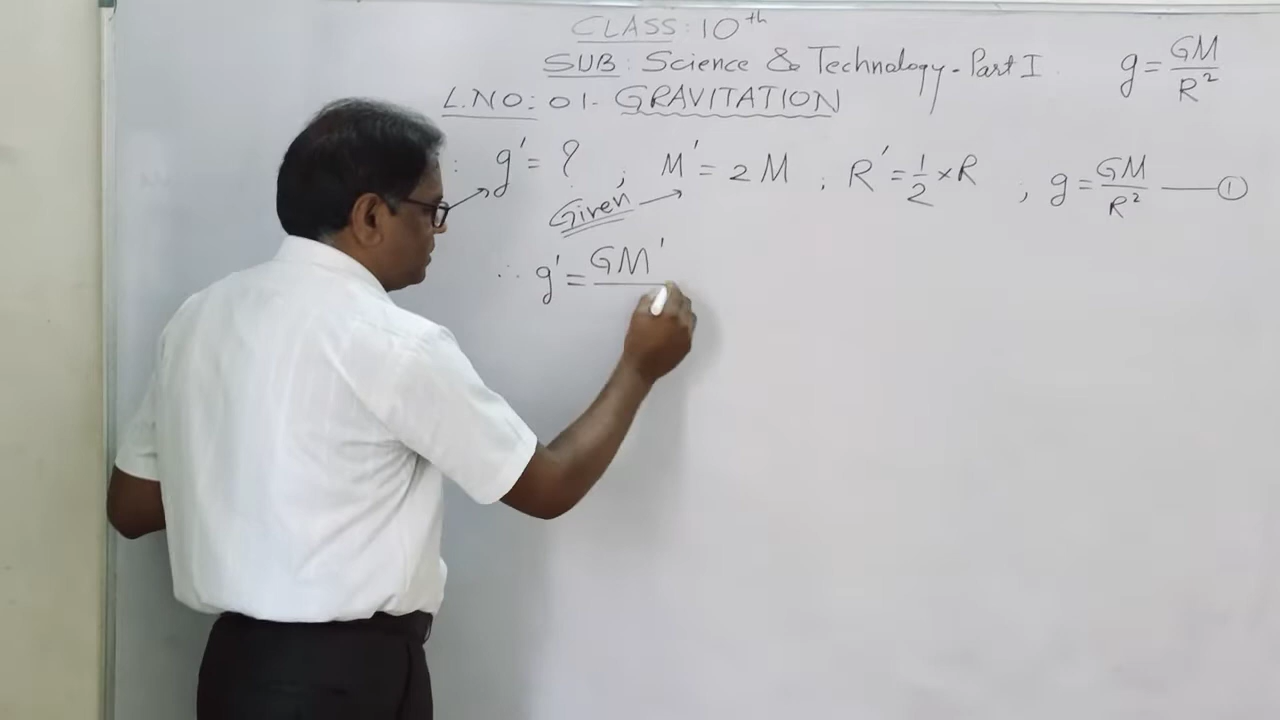 CLASS: 10th
SUB: Science & Technology - Part I
g = GM/R²
L.NO: 01 - GRAVITATION
: g' = ? ; M' = 2M ; R' = 1/2 × R ; g = GM/R² —— ①
Given →
∴ g' = GM'